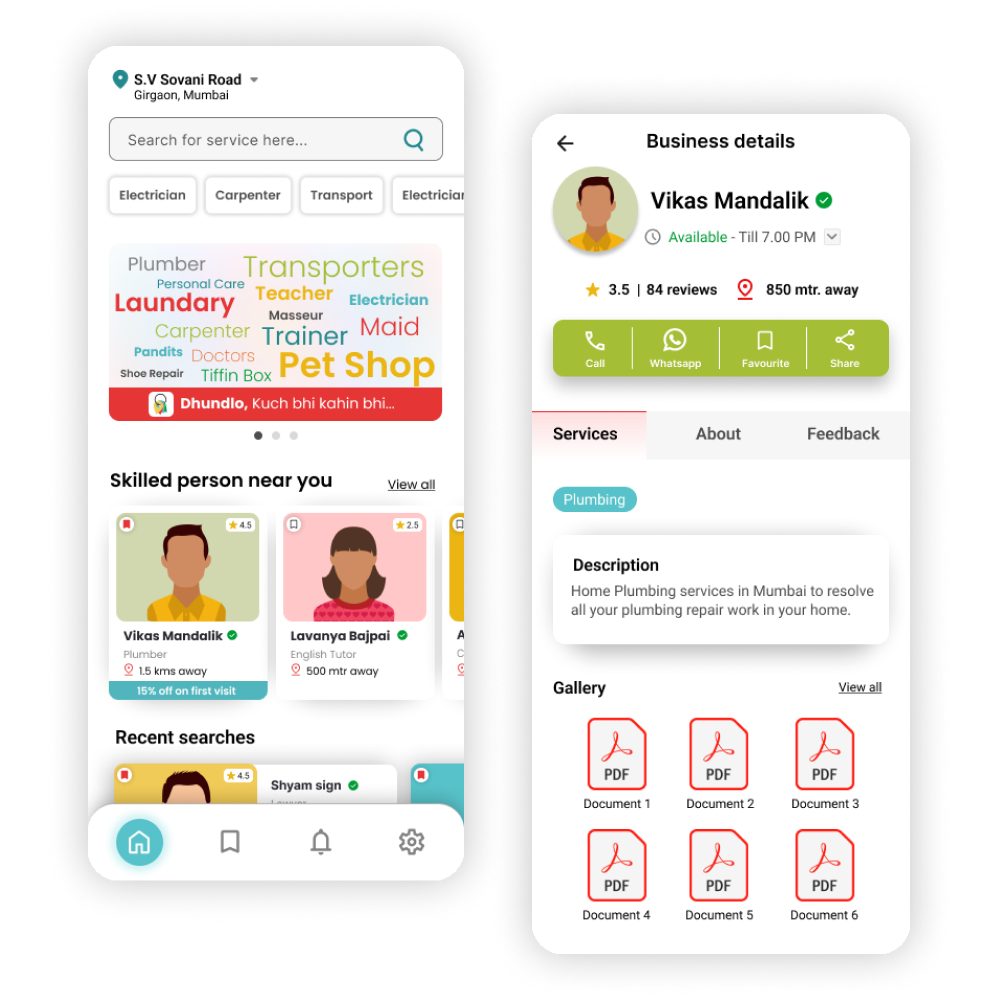 S.V Sovani Road
Girgaon, Mumbai
Search for service here...
Electrician
Carpenter
Transport
Electrician
Plumber
Transporters
Personal Care
Laundary
Teacher
Electrician
Masseur
Carpenter
Trainer
Maid
Pandits
Doctors
Pet Shop
Shoe Repair
Tiffin Box
Dhundlo, Kuch bhi kahin bhi...
Skilled person near you
View all
4.5
2.5
Vikas Mandalik
Plumber
1.5 kms away
15% off on first visit
Lavanya Bajpai
English Tutor
500 mtr away
A
C
Recent searches
4.5
Shyam sign
Business details
Vikas Mandalik
Available - Till 7.00 PM
3.5 | 84 reviews
850 mtr. away
Call
Whatsapp
Favourite
Share
Services
About
Feedback
Plumbing
Description
Home Plumbing services in Mumbai to resolve
all your plumbing repair work in your home.
Gallery
View all
PDF
PDF
PDF
Document 1
Document 2
Document 3
PDF
PDF
PDF
Document 4
Document 5
Document 6